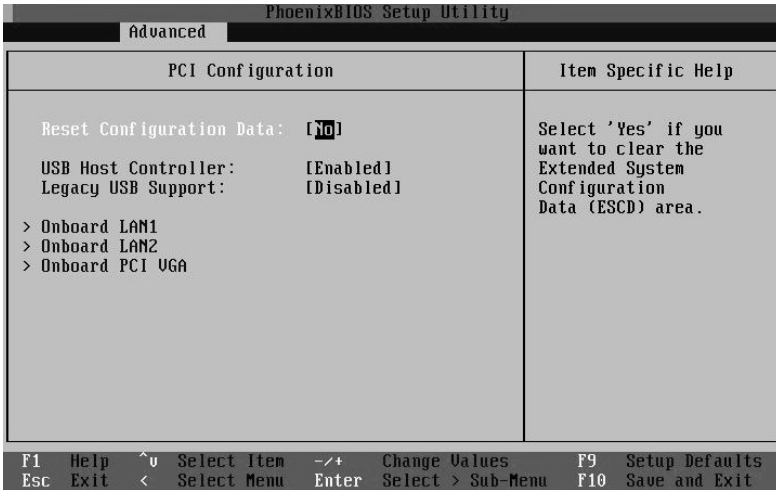 PhoenixBIOS Setup Utility
Advanced
PCI Configuration
Item Specific Help
Reset Configuration Data: [No]
USB Host Controller: [Enabled]
Legacy USB Support: [Disabled]
> Onboard LAN1
> Onboard LAN2
> Onboard PCI VGA
Select 'Yes' if you
want to clear the
Extended System
Configuration
Data (ESCD) area.
F1 Help ^v Select Item -/+ Change Values F9 Setup Defaults
Esc Exit < Select Menu Enter Select > Sub-Menu F10 Save and Exit